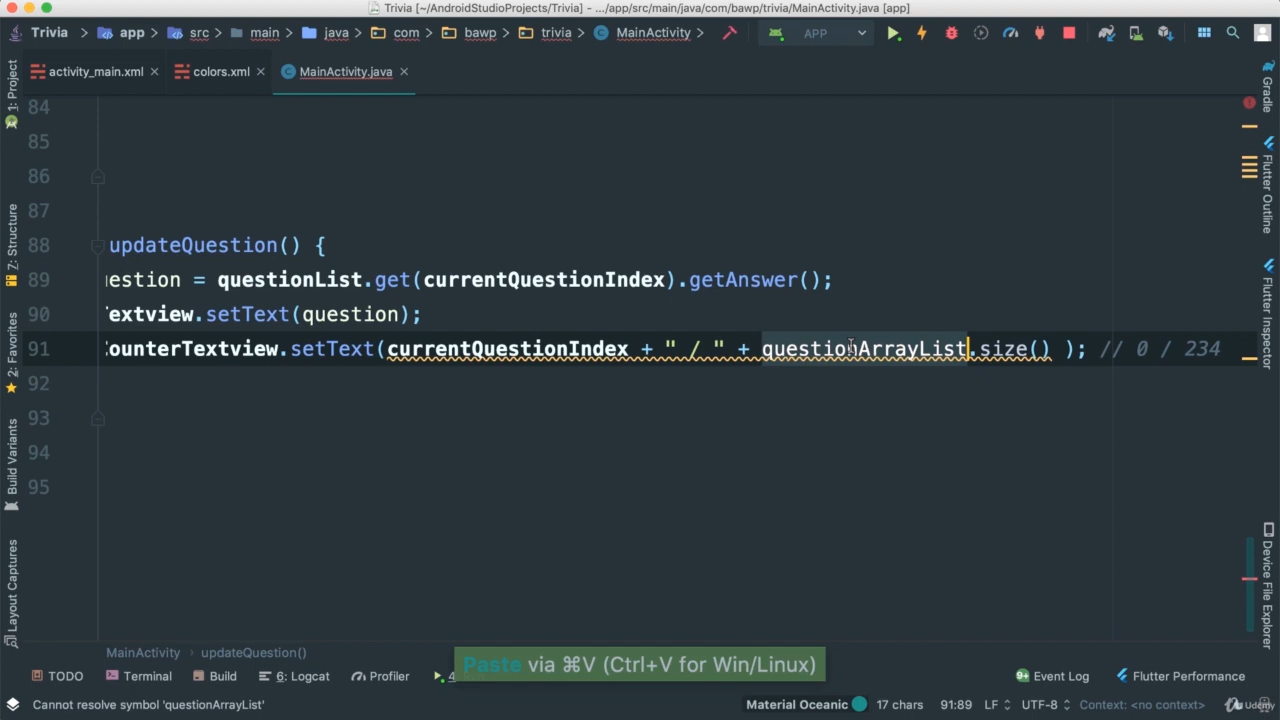 Trivia [~/AndroidStudioProjects/Trivia] - .../app/src/main/java/com/bawp/trivia/MainActivity.java [app]
Trivia app src main java com bawp trivia MainActivity APP
activity_main.xml colors.xml MainActivity.java
1: Project
7: Structure
2: Favorites
Build Variants
Layout Captures
84
85
86
87
88 updateQuestion() {
89 uestion = questionList.get(currentQuestionIndex).getAnswer();
90 Textview.setText(question);
91 CounterTextview.setText(currentQuestionIndex + " / " + questionArrayList.size() ); // 0 / 234
92
93
94
95
Gradle
Flutter Outline
Flutter Inspector
Device File Explorer
MainActivity updateQuestion()
Paste via ⌘V (Ctrl+V for Win/Linux)
TODO Terminal Build 6: Logcat Profiler 4 Event Log Flutter Performance
Cannot resolve symbol 'questionArrayList' Material Oceanic 17 chars 91:89 LF UTF-8 Context: <no context>
Udemy